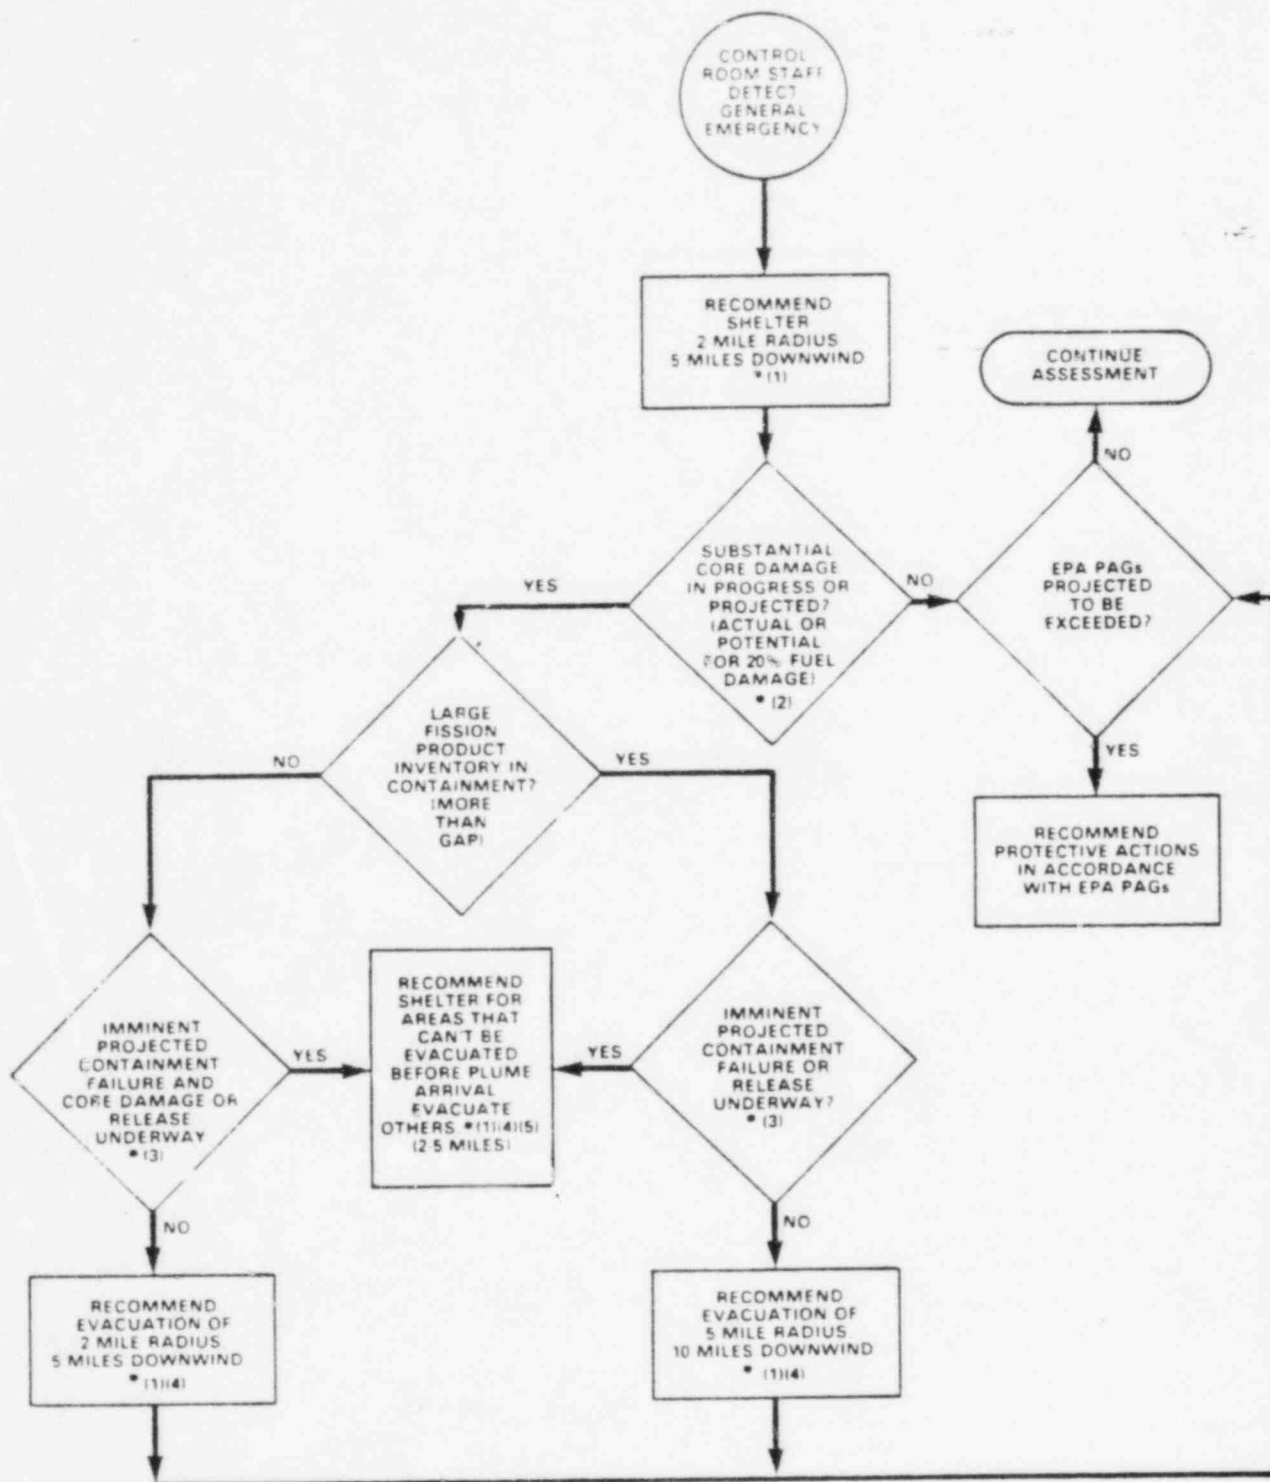 CONTROL
ROOM STAFF
DETECT
GENERAL
EMERGENCY
RECOMMEND
SHELTER
2 MILE RADIUS
5 MILES DOWNWIND
*(1)
CONTINUE
ASSESSMENT
NO
SUBSTANTIAL
CORE DAMAGE
IN PROGRESS OR
PROJECTED?
(ACTUAL OR
POTENTIAL
FOR 20% FUEL
DAMAGE)
*(2)
YES
NO
EPA PAGs
PROJECTED
TO BE
EXCEEDED?
YES
RECOMMEND
PROTECTIVE ACTIONS
IN ACCORDANCE
WITH EPA PAGs
LARGE
FISSION
PRODUCT
INVENTORY IN
CONTAINMENT?
(MORE
THAN
GAP)
NO
YES
IMMINENT
PROJECTED
CONTAINMENT
FAILURE AND
CORE DAMAGE OR
RELEASE
UNDERWAY
*(3)
YES
RECOMMEND
SHELTER FOR
AREAS THAT
CAN'T BE
EVACUATED
BEFORE PLUME
ARRIVAL
EVACUATE
OTHERS *(1)(4)(5)
(2-5 MILES)
YES
IMMINENT
PROJECTED
CONTAINMENT
FAILURE OR
RELEASE
UNDERWAY?
*(3)
NO
NO
RECOMMEND
EVACUATION OF
2 MILE RADIUS
5 MILES DOWNWIND
*(1)(4)
RECOMMEND
EVACUATION OF
5 MILE RADIUS
10 MILES DOWNWIND
*(1)(4)